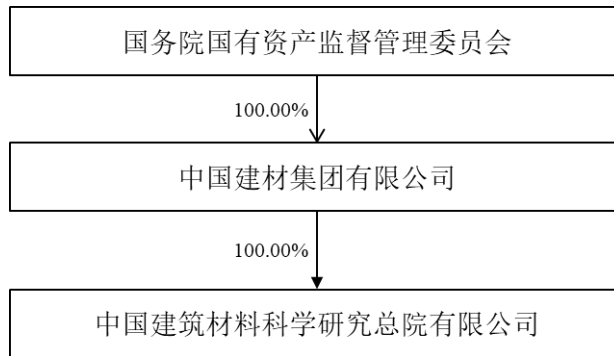 国务院国有资产监督管理委员会
100.00%
中国建材集团有限公司
100.00%
中国建筑材料科学研究总院有限公司